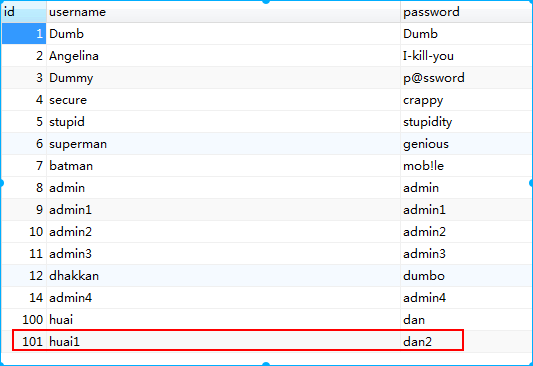 id username password
1 Dumb Dumb
2 Angelina I-kill-you
3 Dummy p@ssword
4 secure crappy
5 stupid stupidity
6 superman genious
7 batman mob!le
8 admin admin
9 admin1 admin1
10 admin2 admin2
11 admin3 admin3
12 dhakkan dumbo
14 admin4 admin4
100 huai dan
101 huai1 dan2